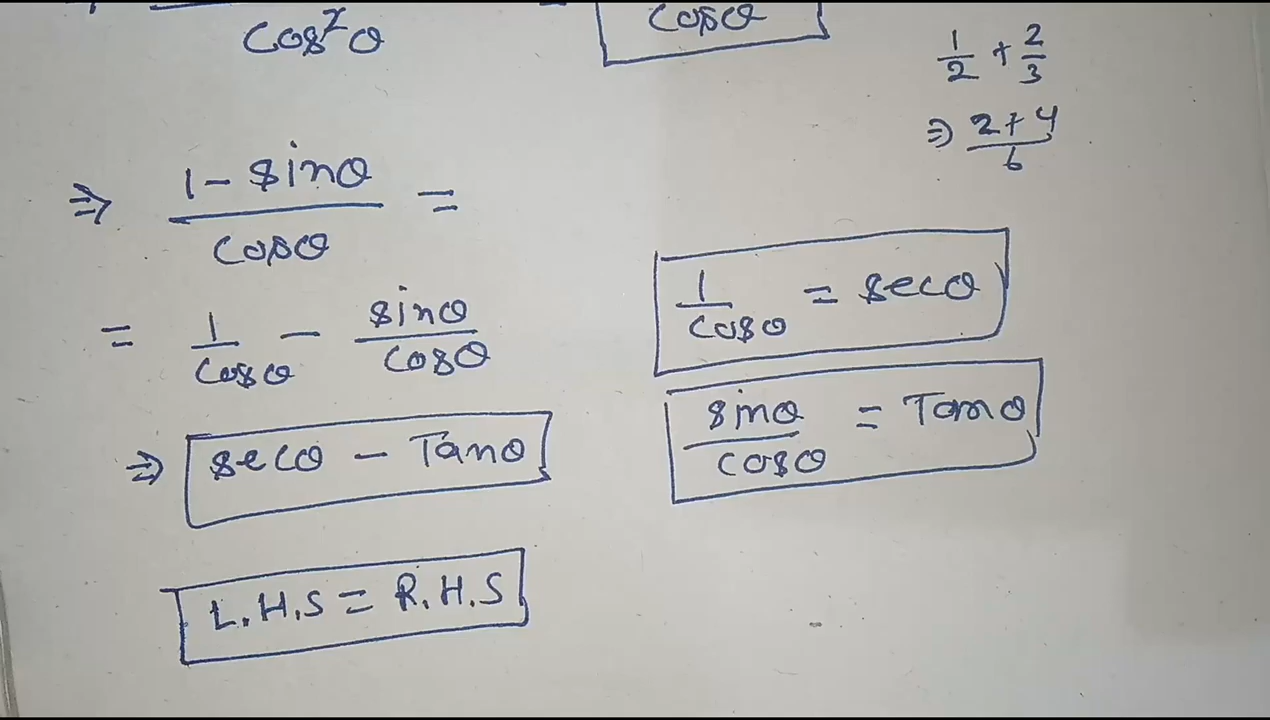 cos²θ = cosθ
1/2 + 2/3
⇒ 2+4/6
⇒ 1 - sinθ/cosθ =
= 1/cosθ - sinθ/cosθ
1/cosθ = secθ
⇒ secθ - Tanθ
sinθ/cosθ = Tanθ
L.H.S = R.H.S